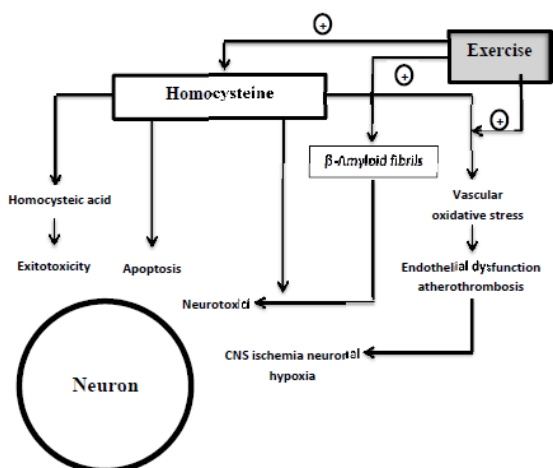 +
Exercise
+
Homocysteine
+
β-Amyloid fibrils
Homocysteic acid
Vascular
oxidative stress
Exitotoxicity
Apoptosis
Endothelial dysfunction
atherothrombosis
Neurotoxici
CNS ischemia neuronal
hypoxia
Neuron